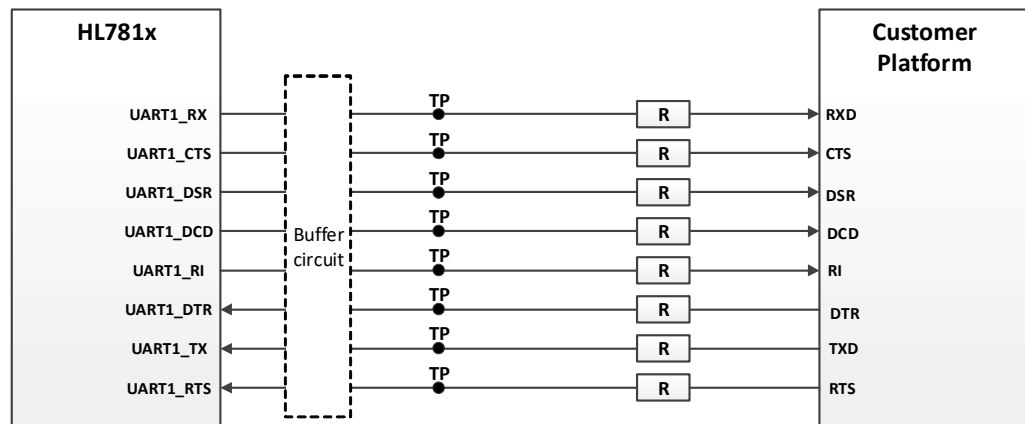 HL781x
Customer
Platform
UART1_RX TP R RXD
UART1_CTS TP R CTS
UART1_DSR TP R DSR
UART1_DCD TP R DCD
Buffer
circuit
UART1_RI TP R RI
UART1_DTR TP R DTR
UART1_TX TP R TXD
UART1_RTS TP R RTS